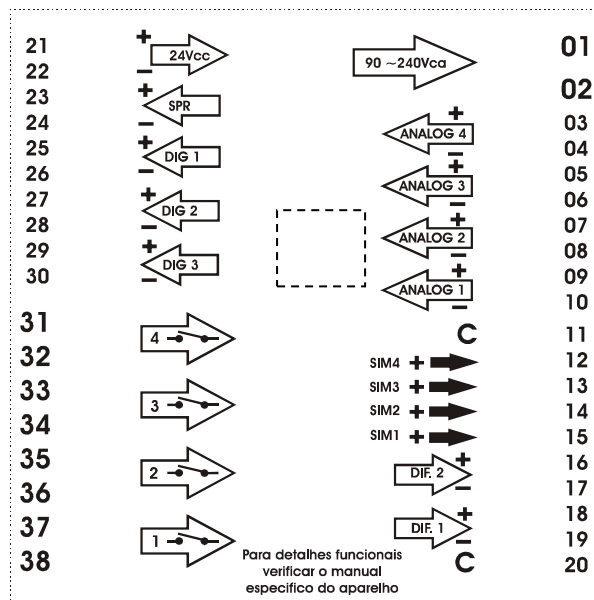 21 + 24Vcc 90 ~240Vca 01
22 −
02
23 + SPR
24 −
+ 03
ANALOG 4
− 04
25 + DIG 1
26 −
+ 05
ANALOG 3
− 06
27 + DIG 2
28 −
+ 07
ANALOG 2
− 08
29 + DIG 3
30 −
+ 09
ANALOG 1
− 10
31 C 11
4
32 SIM4 + 12
33 SIM3 + 13
3
34 SIM2 + 14
SIM1 + 15
35 + 16
2 DIF. 2
36 − 17
37 + 18
1 DIF. 1
− 19
38 C 20
Para detalhes funcionais
verificar o manual
especifico do aparelho